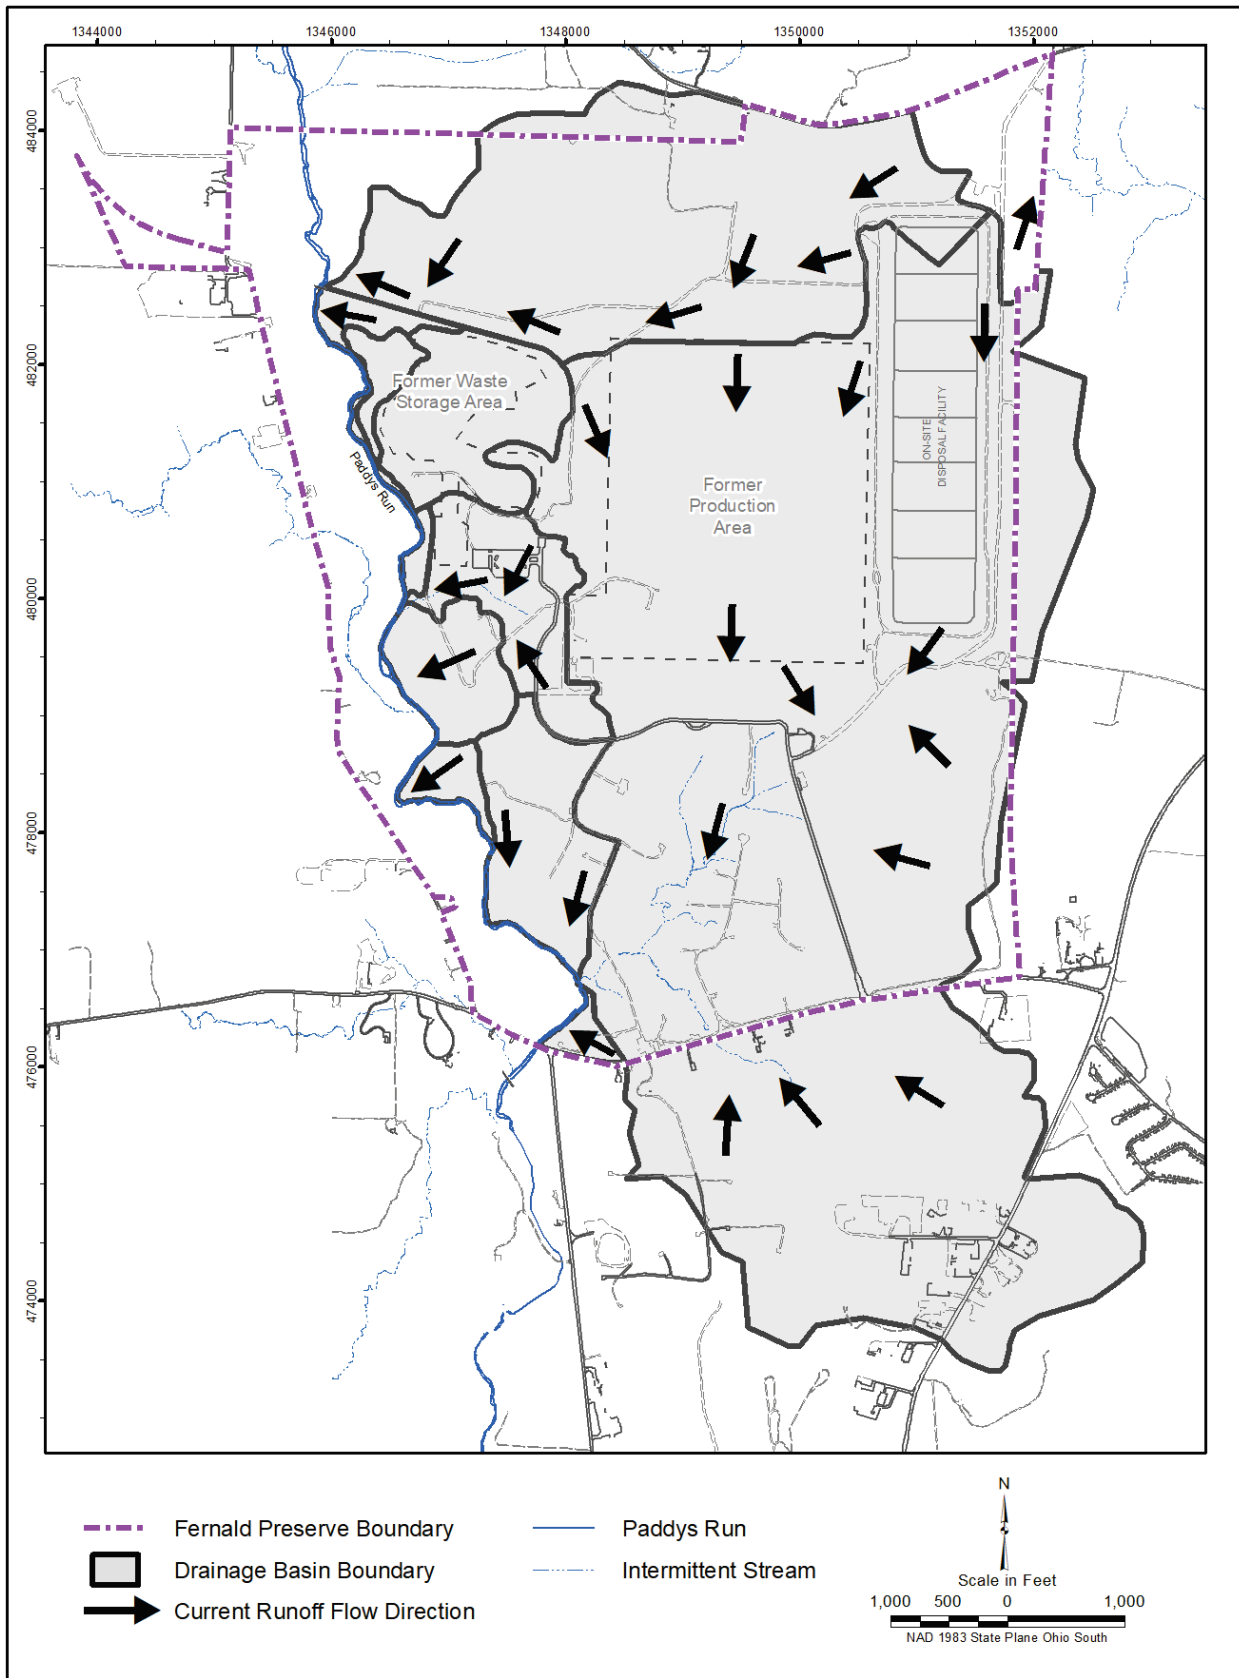 1344000 1346000 1348000 1350000 1352000
484000
482000
480000
478000
476000
474000
Former Waste
Storage Area
Paddys Run
Former
Production
Area
ON-SITE
DISPOSAL FACILITY
N
Fernald Preserve Boundary
Paddys Run
Drainage Basin Boundary
Intermittent Stream
Current Runoff Flow Direction
Scale in Feet
1,000 500 0 1,000
NAD 1983 State Plane Ohio South